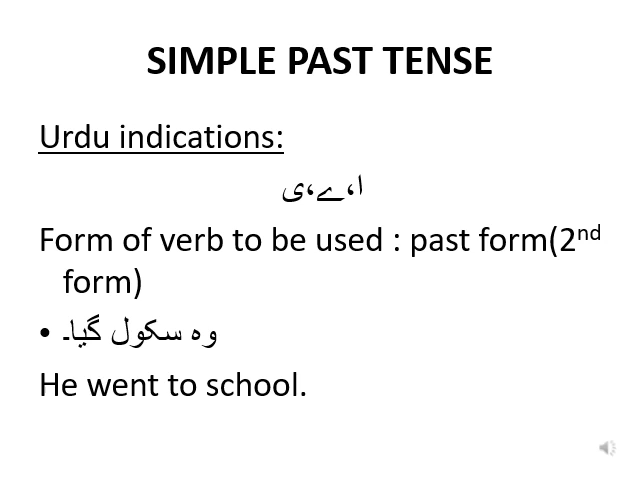 SIMPLE PAST TENSE
Urdu indications:
ا،ے،ی
Form of verb to be used : past form(2nd
form)
• وہ سکول گیا۔
He went to school.